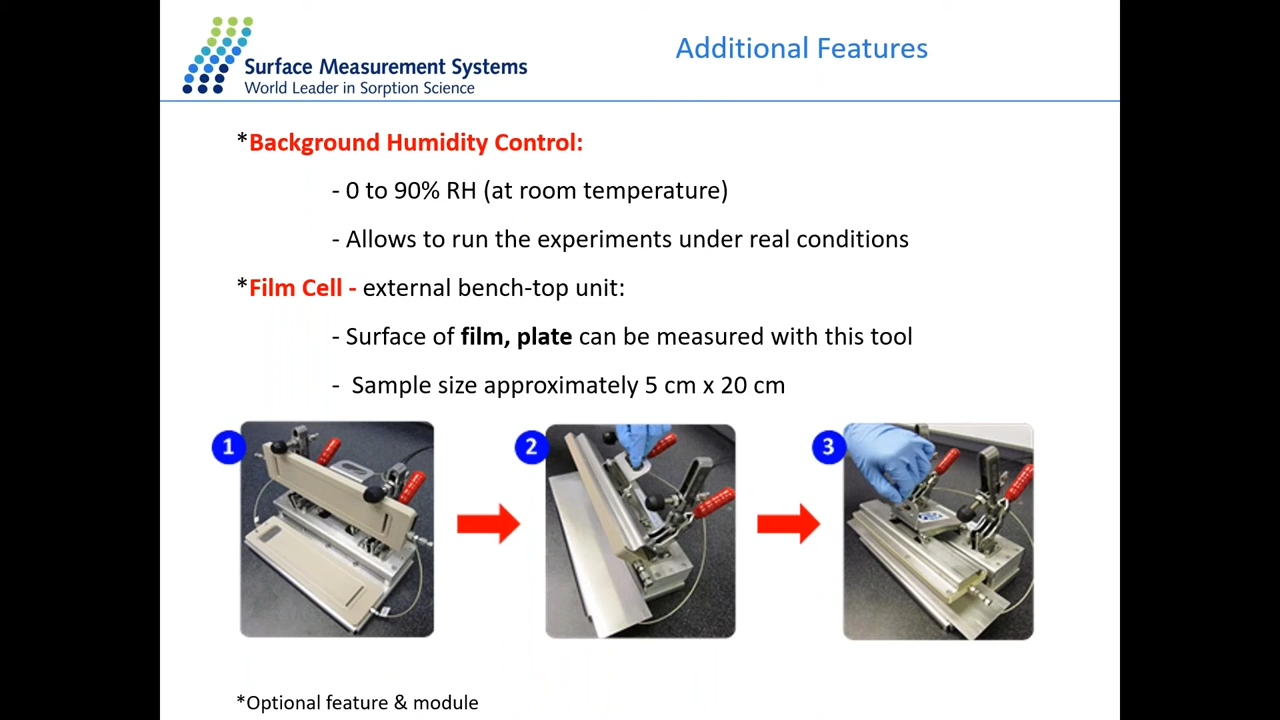 Surface Measurement Systems
World Leader in Sorption Science
Additional Features
*Background Humidity Control:
- 0 to 90% RH (at room temperature)
- Allows to run the experiments under real conditions
*Film Cell - external bench-top unit:
- Surface of film, plate can be measured with this tool
- Sample size approximately 5 cm x 20 cm
1
2
3
*Optional feature & module